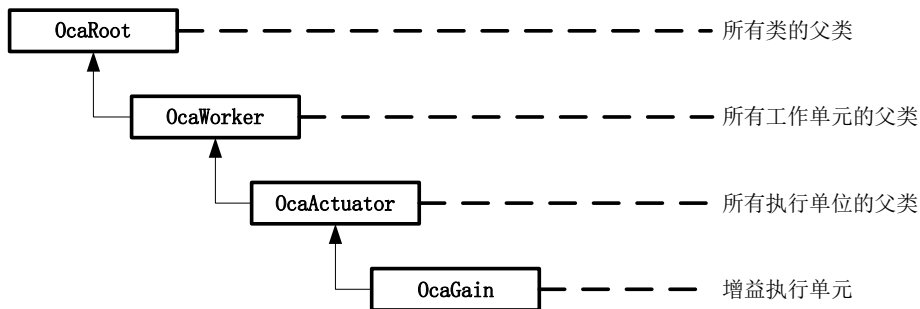 OcaRoot 所有类的父类
OcaWorker 所有工作单元的父类
OcaActuator 所有执行单位的父类
OcaGain 增益执行单元